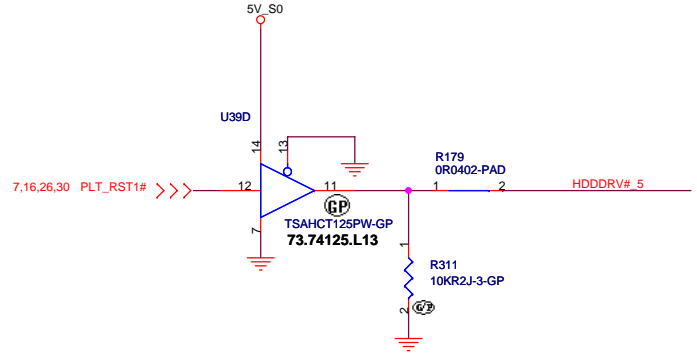 5V_S0
U39D
14
13
R179
0R0402-PAD
7,16,26,30 PLT_RST1#
12
11
1
2
HDDDRV#_5
GP
7
TSAHCT125PW-GP
73.74125.L13
1
R311
10KR2J-3-GP
2
G/P